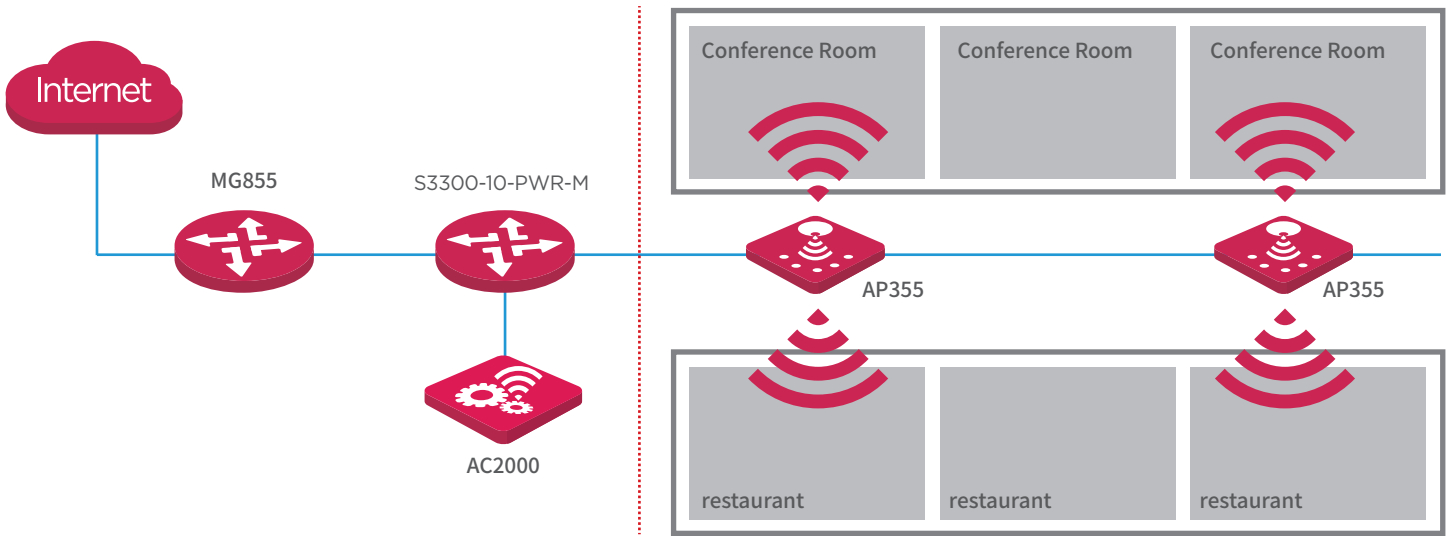 Internet
MG855
S3300-10-PWR-M
AC2000
Conference Room
Conference Room
Conference Room
AP355
AP355
restaurant
restaurant
restaurant